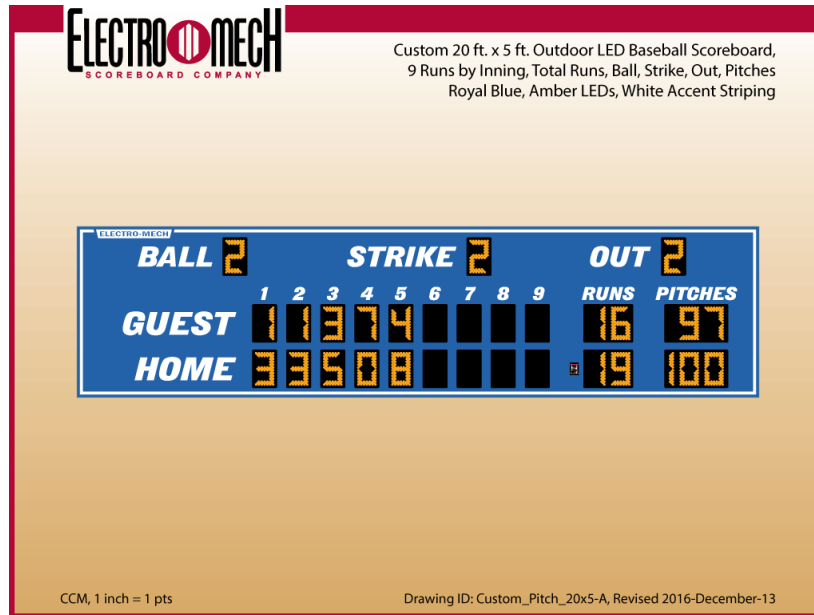 ELECTRO MECH
SCOREBOARD COMPANY
Custom 20 ft. x 5 ft. Outdoor LED Baseball Scoreboard,
9 Runs by Inning, Total Runs, Ball, Strike, Out, Pitches
Royal Blue, Amber LEDs, White Accent Striping
ELECTRO-MECH
BALL 2 STRIKE 2 OUT 2
1 2 3 4 5 6 7 8 9 RUNS PITCHES
GUEST 1 1 3 7 4 16 97
HOME 3 3 5 0 8 19 100
CCM, 1 inch = 1 pts
Drawing ID: Custom_Pitch_20x5-A, Revised 2016-December-13